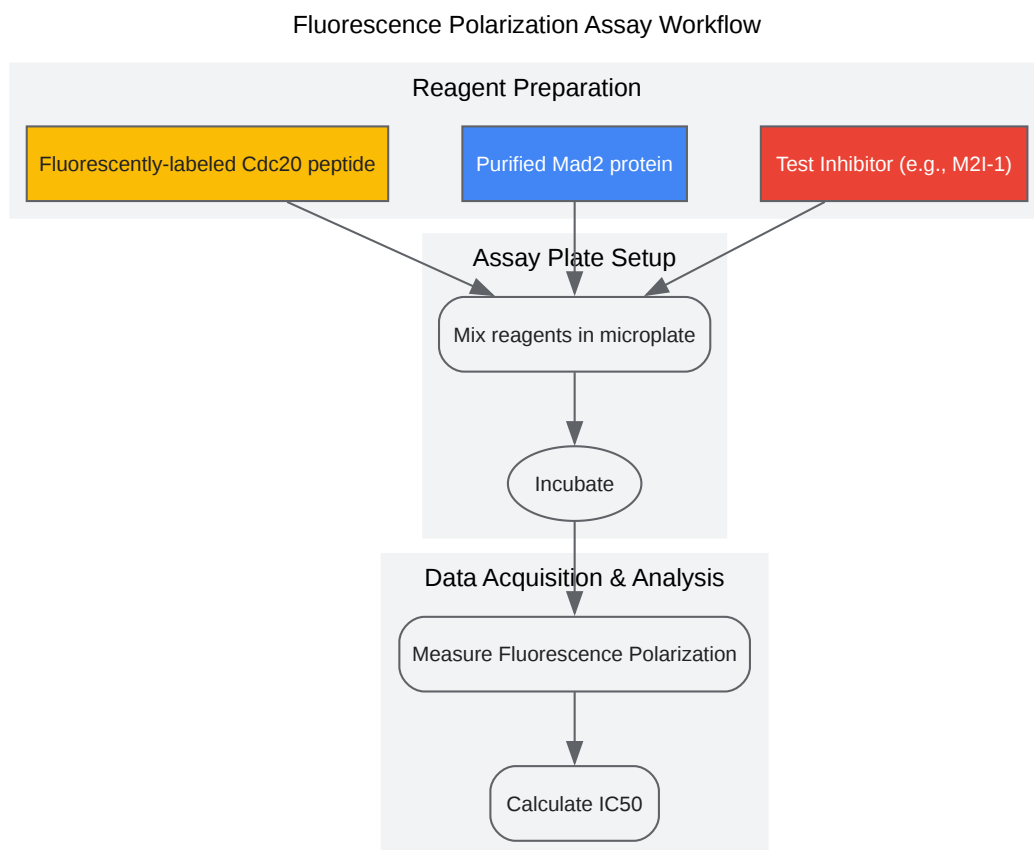 Fluorescence Polarization Assay Workflow
Reagent Preparation
Fluorescently-labeled Cdc20 peptide
Purified Mad2 protein
Test Inhibitor (e.g., M2I-1)
Assay Plate Setup
Mix reagents in microplate
Incubate
Data Acquisition & Analysis
Measure Fluorescence Polarization
Calculate IC50